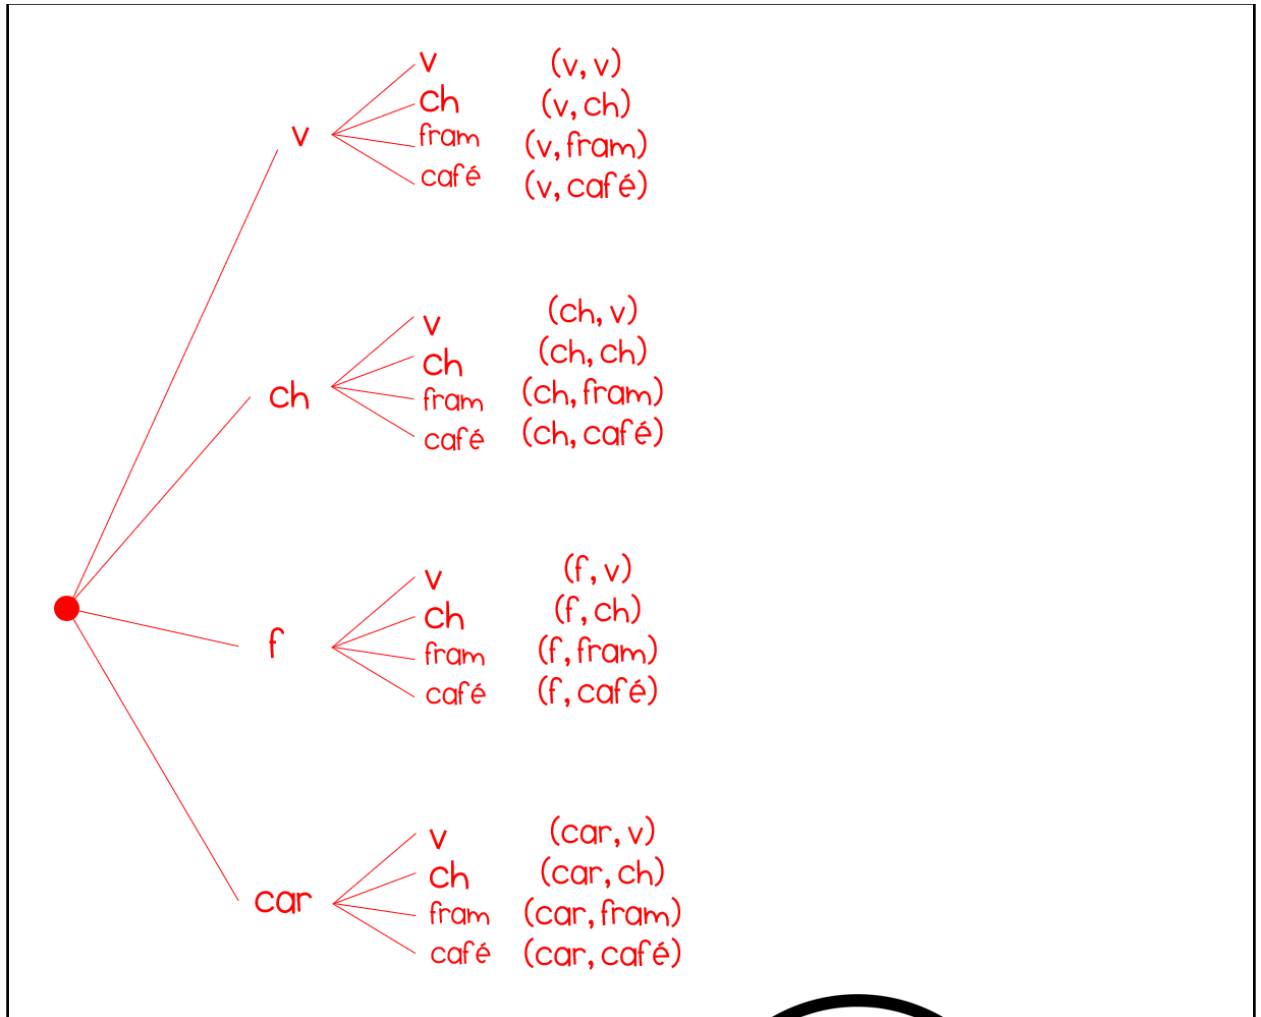 v (v, v)
ch (v, ch)
v fram (v, fram)
café (v, café)
v (ch, v)
ch (ch, ch)
ch fram (ch, fram)
café (ch, café)
v (f, v)
ch (f, ch)
f fram (f, fram)
café (f, café)
v (car, v)
ch (car, ch)
car fram (car, fram)
café (car, café)